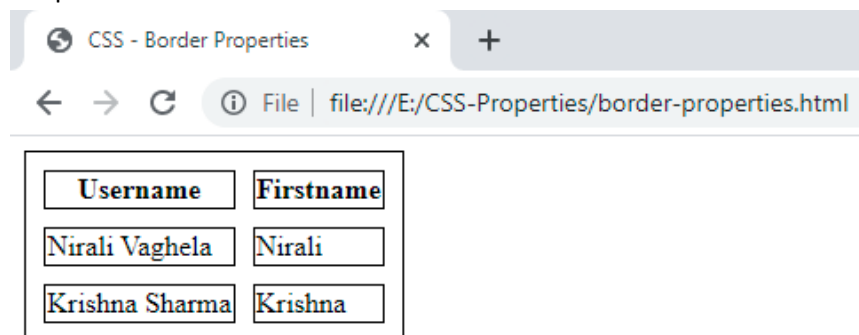 CSS - Border Properties
File | file:///E:/CSS-Properties/border-properties.html
Username Firstname
Nirali Vaghela Nirali
Krishna Sharma Krishna